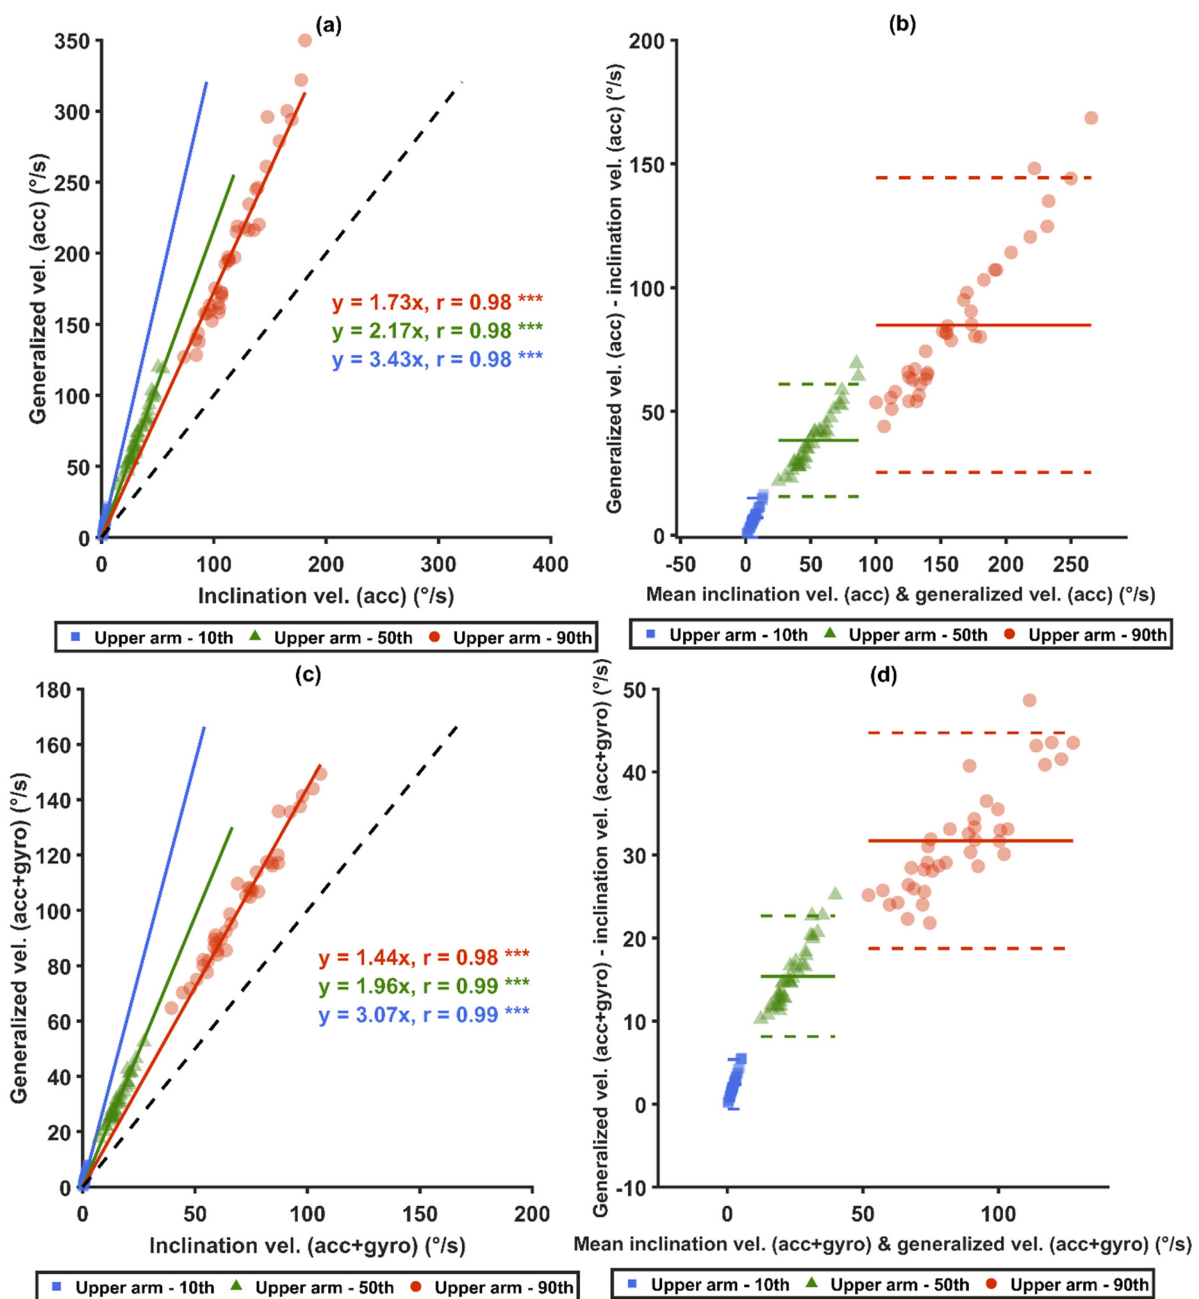 (a)
350
300
250
200
150
100
50
0
Generalized vel. (acc) (°/s)
y = 1.73x, r = 0.98 ***
y = 2.17x, r = 0.98 ***
y = 3.43x, r = 0.98 ***
0 100 200 300 400
Inclination vel. (acc) (°/s)
Upper arm - 10th Upper arm - 50th Upper arm - 90th
(b)
200
150
100
50
0
Generalized vel. (acc) - inclination vel. (acc) (°/s)
-50 0 50 100 150 200 250
Mean inclination vel. (acc) & generalized vel. (acc) (°/s)
Upper arm - 10th Upper arm - 50th Upper arm - 90th
(c)
180
160
140
120
100
80
60
40
20
0
Generalized vel. (acc+gyro) (°/s)
y = 1.44x, r = 0.98 ***
y = 1.96x, r = 0.99 ***
y = 3.07x, r = 0.99 ***
0 50 100 150 200
Inclination vel. (acc+gyro) (°/s)
Upper arm - 10th Upper arm - 50th Upper arm - 90th
(d)
50
40
30
20
10
0
-10
Generalized vel. (acc+gyro) - inclination vel. (acc+gyro) (°/s)
0 50 100
Mean inclination vel. (acc+gyro) & generalized vel. (acc+gyro) (°/s)
Upper arm - 10th Upper arm - 50th Upper arm - 90th